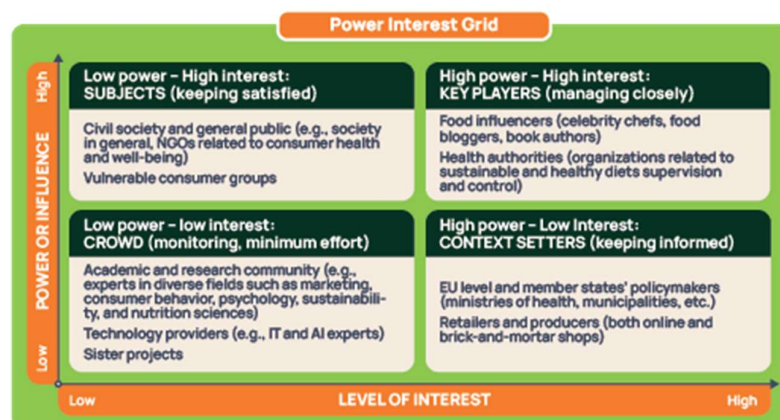 Power Interest Grid
High
POWER OR INFLUENCE
Low
Low power – High interest:
SUBJECTS (keeping satisfied)
Civil society and general public (e.g., society
in general, NGOs related to consumer health
and well-being)
Vulnerable consumer groups
High power – High interest:
KEY PLAYERS (managing closely)
Food influencers (celebrity chefs, food
bloggers, book authors)
Health authorities (organizations related to
sustainable and healthy diets supervision
and control)
Low power – low interest:
CROWD (monitoring, minimum effort)
Academic and research community (e.g.,
experts in diverse fields such as marketing,
consumer behavior, psychology, sustainabili-
ty, and nutrition sciences)
Technology providers (e.g., IT and AI experts)
Sister projects
High power – Low Interest:
CONTEXT SETTERS (keeping informed)
EU level and member states' policymakers
(ministries of health, municipalities, etc.)
Retailers and producers (both online and
brick-and-mortar shops)
Low
LEVEL OF INTEREST
High